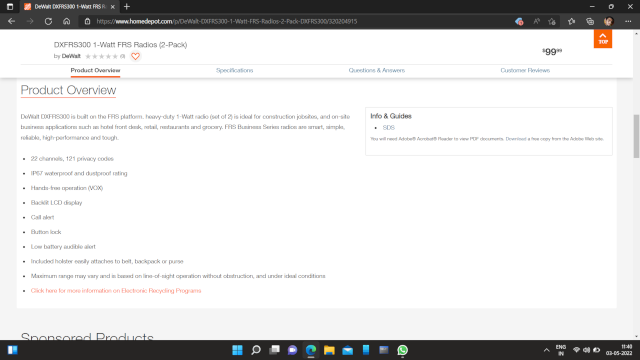 DeWalt DXFRS300 1-Watt FRS R
https://www.homedepot.com/p/DeWalt-DXFRS300-1-Watt-FRS-Radios-2-Pack-DXFRS300/320204915
DXFRS300 1-Watt FRS Radios (2-Pack)
by DeWalt (0)
$99.99
TOP
Product Overview Specifications Questions & Answers Customer Reviews
Product Overview
DeWalt DXFRS300 is built on the FRS platform. heavy-duty 1-Watt radio (set of 2) is ideal for construction jobsites, and on-site
business applications such as hotel front desk, retail, restaurants and grocery. FRS Business Series radios are smart, simple,
reliable, high-performance and tough.
• 22 channels, 121 privacy codes
• IP67 waterproof and dustproof rating
• Hands-free operation (VOX)
• Backlit LCD display
• Call alert
• Button lock
• Low battery audible alert
• Included holster easily attaches to belt, backpack or purse
• Maximum range may vary and is based on line-of-sight operation without obstruction, and under ideal conditions
• Click here for more information on Electronic Recycling Programs
Info & Guides
• SDS
You will need Adobe® Acrobat® Reader to view PDF documents. Download a free copy from the Adobe Web site.
Sponsored Products
ENG
IN
11:40
03-05-2022